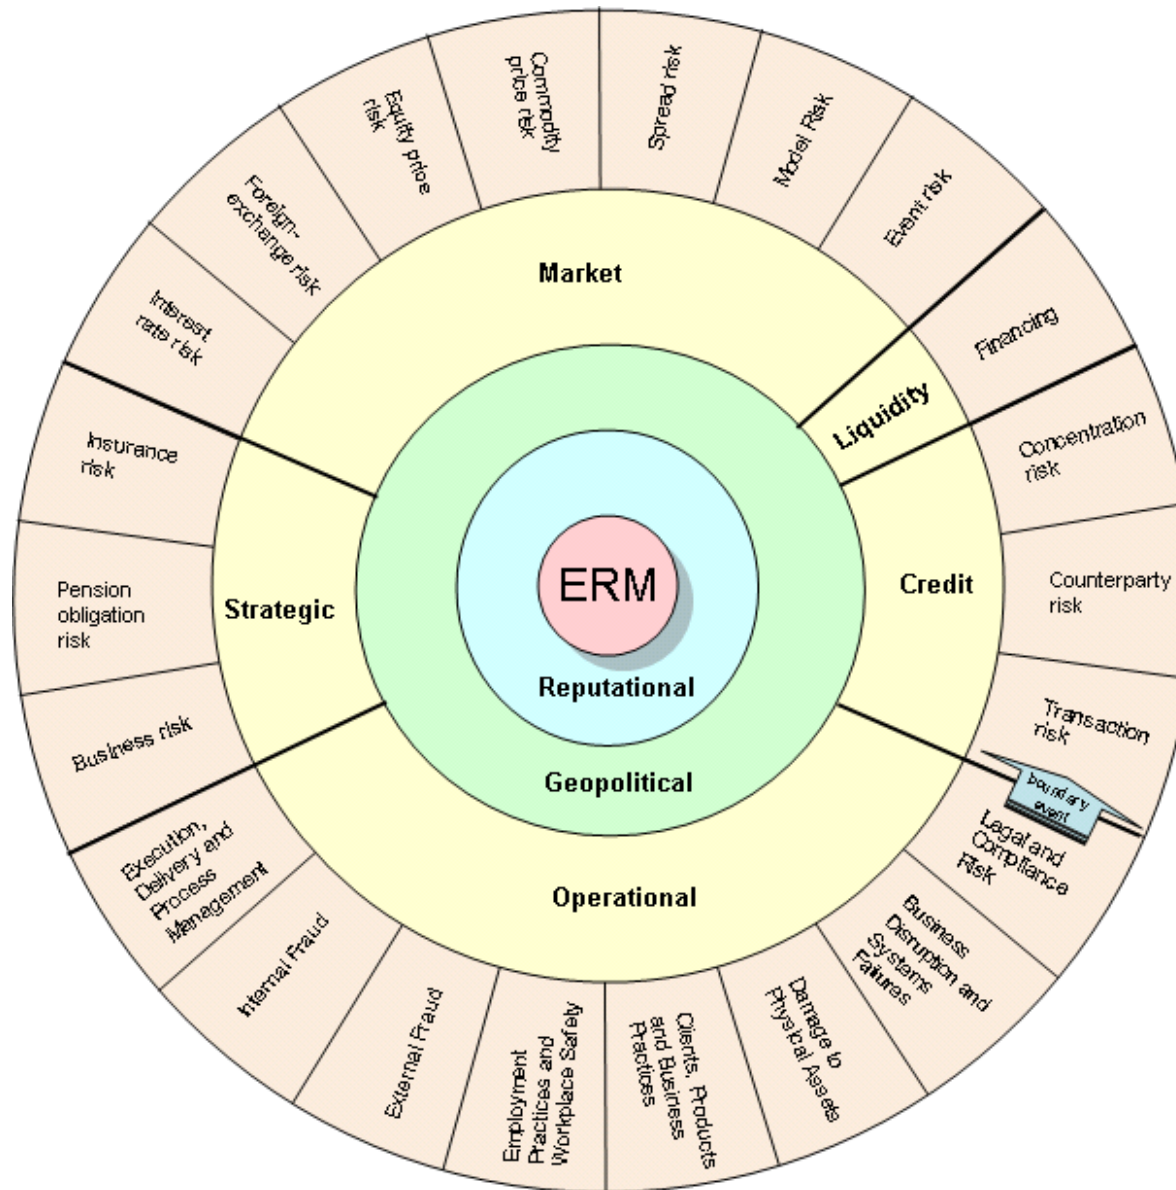 Commodity
price risk
Spread risk
Model Risk
Event risk
Financing
Concentration
risk
Counterparty
risk
Transaction
risk
boundary
event
Legal and
Compliance
Risk
Business
Disruption and
Systems
Failures
Damage to
Physical Assets
Clients, Products
and Business
Practices
Employment
Practices and
Workplace Safety
External Fraud
Internal Fraud
Execution,
Delivery and
Process
Management
Business risk
Pension
obligation
risk
Insurance
risk
Interest
rate risk
Foreign-
exchange risk
Equity price
risk
Market
Liquidity
Credit
Operational
Strategic
Geopolitical
Reputational
ERM